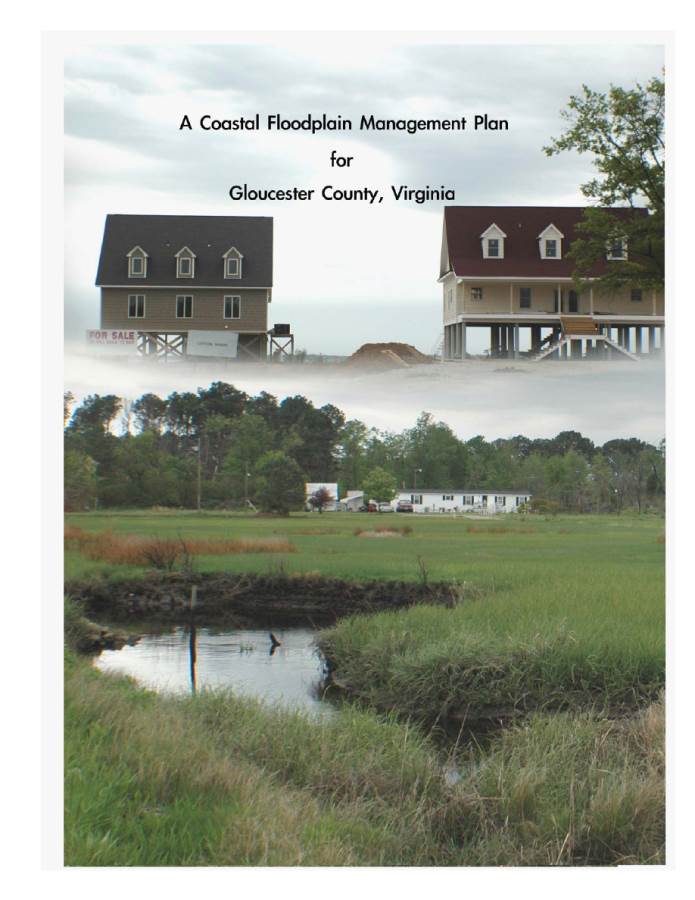 A Coastal Floodplain Management Plan
for
Gloucester County, Virginia
FOR SALE